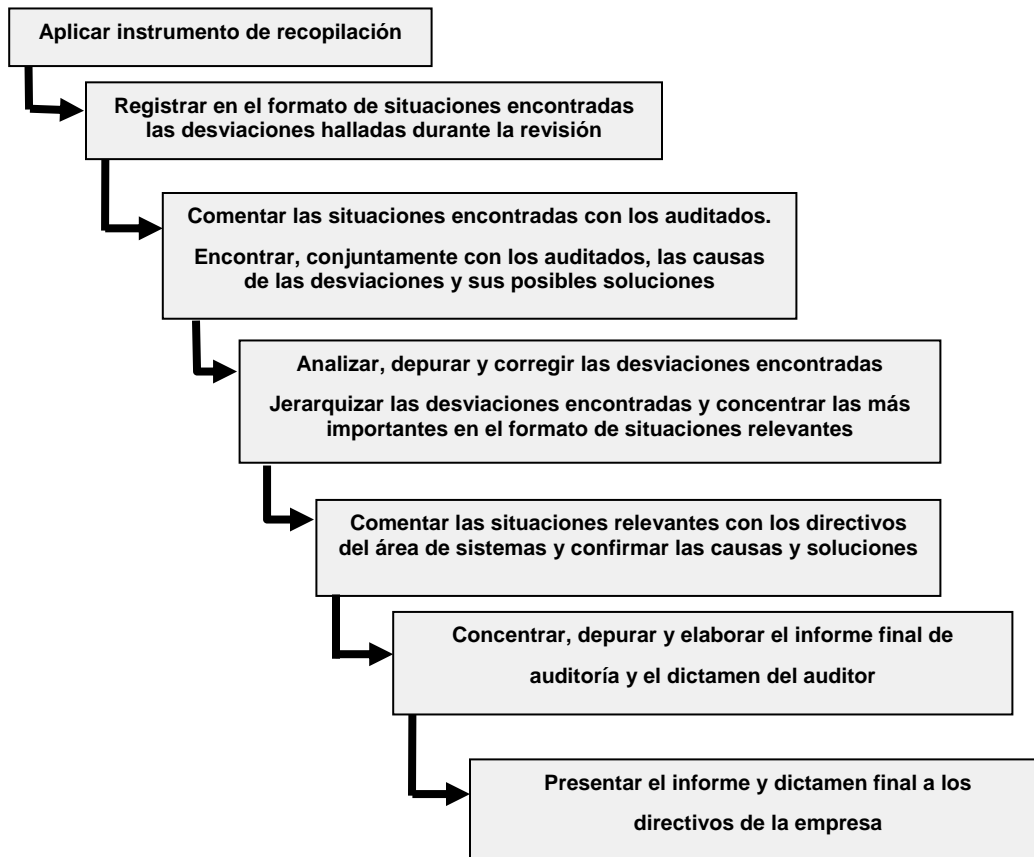 Aplicar instrumento de recopilación
Registrar en el formato de situaciones encontradas
las desviaciones halladas durante la revisión
Comentar las situaciones encontradas con los auditados.
Encontrar, conjuntamente con los auditados, las causas
de las desviaciones y sus posibles soluciones
Analizar, depurar y corregir las desviaciones encontradas
Jerarquizar las desviaciones encontradas y concentrar las más
importantes en el formato de situaciones relevantes
Comentar las situaciones relevantes con los directivos
del área de sistemas y confirmar las causas y soluciones
Concentrar, depurar y elaborar el informe final de
auditoría y el dictamen del auditor
Presentar el informe y dictamen final a los
directivos de la empresa